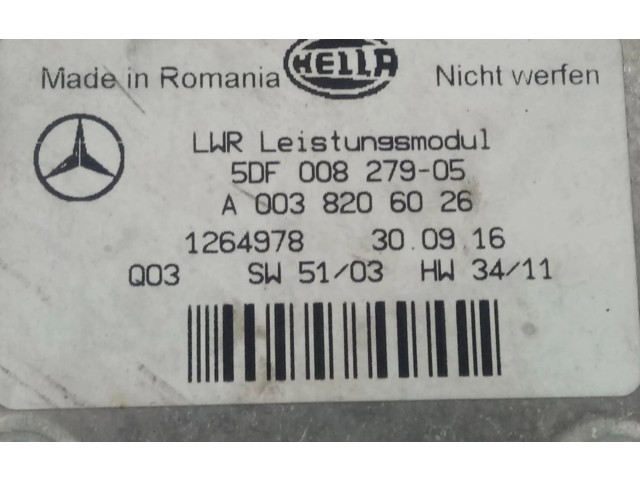 Made in Romania HELLA Nicht werfen
LWR Leistungsmodul
5DF 008 279-05
A 003 820 60 26
1264978 30.09.16
Q03 SW 51/03 HW 34/11